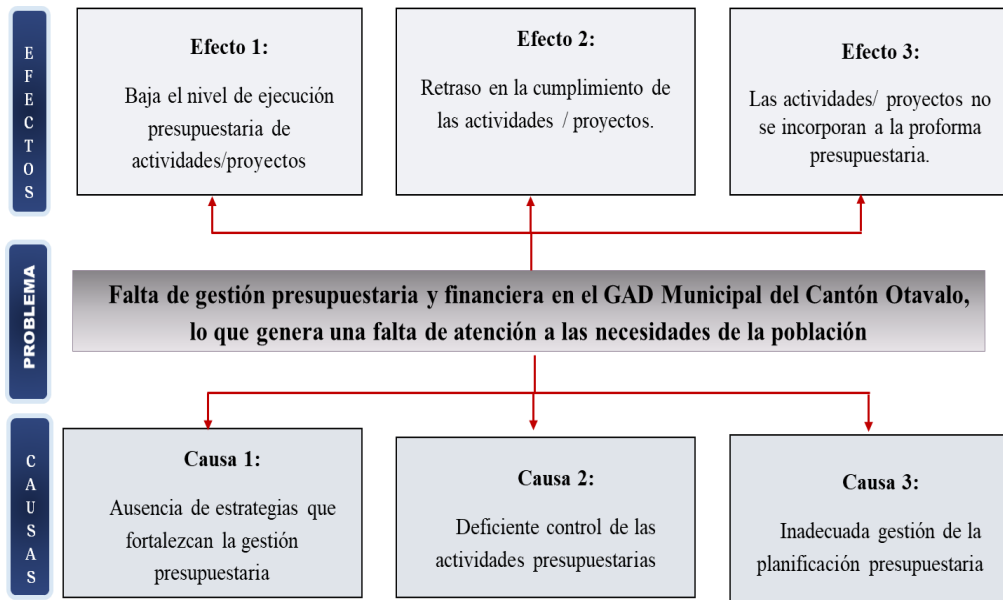 EFECTOS
Efecto 1:
Baja el nivel de ejecución
presupuestaria de
actividades/proyectos
Efecto 2:
Retraso en la cumplimiento de
las actividades / proyectos.
Efecto 3:
Las actividades/ proyectos no
se incorporan a la proforma
presupuestaria.
PROBLEMA
Falta de gestión presupuestaria y financiera en el GAD Municipal del Cantón Otavalo,
lo que genera una falta de atención a las necesidades de la población
CAUSAS
Causa 1:
Ausencia de estrategias que
fortalezcan la gestión
presupuestaria
Causa 2:
Deficiente control de las
actividades presupuestarias
Causa 3:
Inadecuada gestión de la
planificación presupuestaria